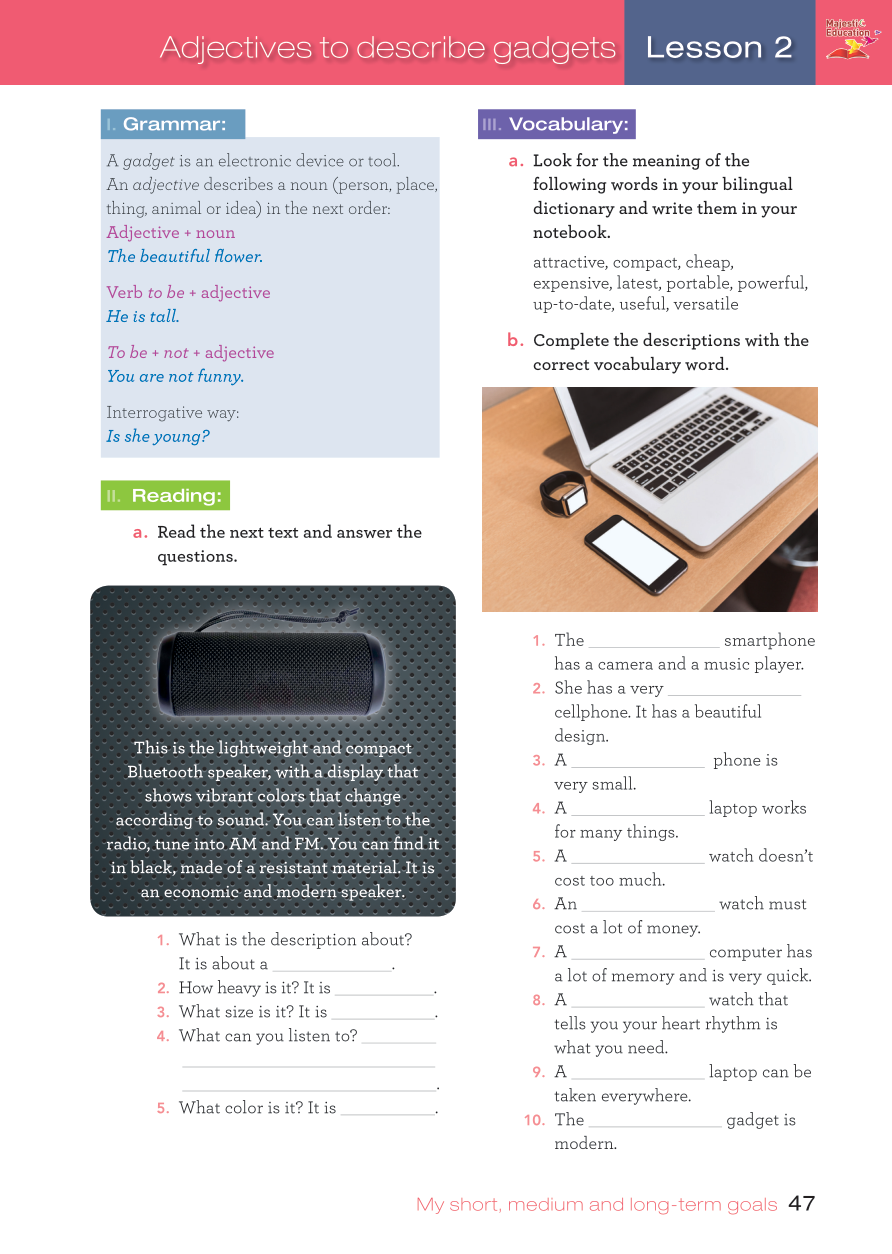 Adjectives to describe gadgets
Lesson 2
Majestic
Education
I. Grammar:
A gadget is an electronic device or tool.
An adjective describes a noun (person, place,
thing, animal or idea) in the next order:
Adjective + noun
The beautiful flower.
Verb to be + adjective
He is tall.
To be + not + adjective
You are not funny.
Interrogative way:
Is she young?
II. Reading:
a. Read the next text and answer the
questions.
This is the lightweight and compact
Bluetooth speaker, with a display that
shows vibrant colors that change
according to sound. You can listen to the
radio, tune into AM and FM. You can find it
in black, made of a resistant material. It is
an economic and modern speaker.
1. What is the description about?
It is about a ____________.
2. How heavy is it? It is __________.
3. What size is it? It is __________.
4. What can you listen to? ________
__________________________
__________________________.
5. What color is it? It is __________.
III. Vocabulary:
a. Look for the meaning of the
following words in your bilingual
dictionary and write them in your
notebook.
attractive, compact, cheap,
expensive, latest, portable, powerful,
up-to-date, useful, versatile
b. Complete the descriptions with the
correct vocabulary word.
1. The ______________ smartphone
has a camera and a music player.
2. She has a very ______________
cellphone. It has a beautiful
design.
3. A ______________ phone is
very small.
4. A ______________ laptop works
for many things.
5. A ______________ watch doesn't
cost too much.
6. An ______________ watch must
cost a lot of money.
7. A ______________ computer has
a lot of memory and is very quick.
8. A ______________ watch that
tells you your heart rhythm is
what you need.
9. A ______________ laptop can be
taken everywhere.
10. The ______________ gadget is
modern.
My short, medium and long-term goals 47